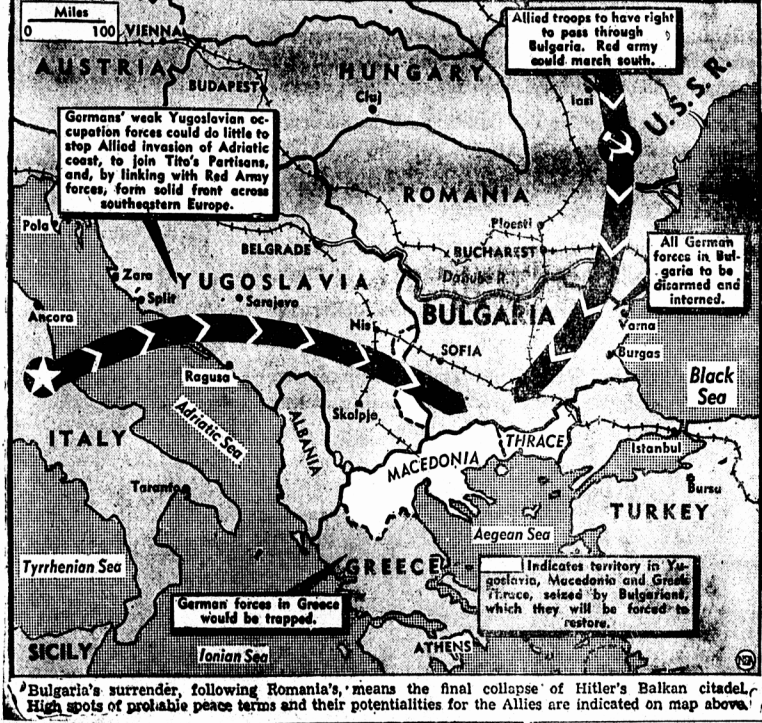 Miles
0 100
VIENNA
Allied troops to have right
to pass through
Bulgaria. Red army
could march south.
AUSTRIA
HUNGARY
BUDAPEST
Cluj
Iasi
U.S.S.R.
Germans' weak Yugoslavian oc-
cupation forces could do little to
stop Allied invasion of Adriatic
coast, to join Tito's Partisans,
and, by linking with Red Army
forces, form solid front across
southeastern Europe.
ROMANIA
Pola
Ploesti
BELGRADE
BUCHAREST
All German
forces in Bul-
garia to be
disarmed and
interned.
Zara
YUGOSLAVIA
Danube R.
Split
Sarajevo
Ancora
Nis
BULGARIA
Varna
SOFIA
Burgas
Ragusa
Black
Sea
Adriatic Sea
Skolpje
ITALY
ALBANIA
MACEDONIA
THRACE
Istanbul
Taranto
Bursa
TURKEY
Aegean Sea
Tyrrhenian Sea
GREECE
Indicates territory in Yu-
goslavia, Macedonia and Greek
Thrace, seized by Bulgarians,
which they will be forced to
restore.
German forces in Greece
would be trapped.
SICILY
Ionian Sea
ATHENS
NEA
Bulgaria's surrender, following Romania's, means the final collapse of Hitler's Balkan citadel.
High spots of probable peace terms and their potentialities for the Allies are indicated on map above.